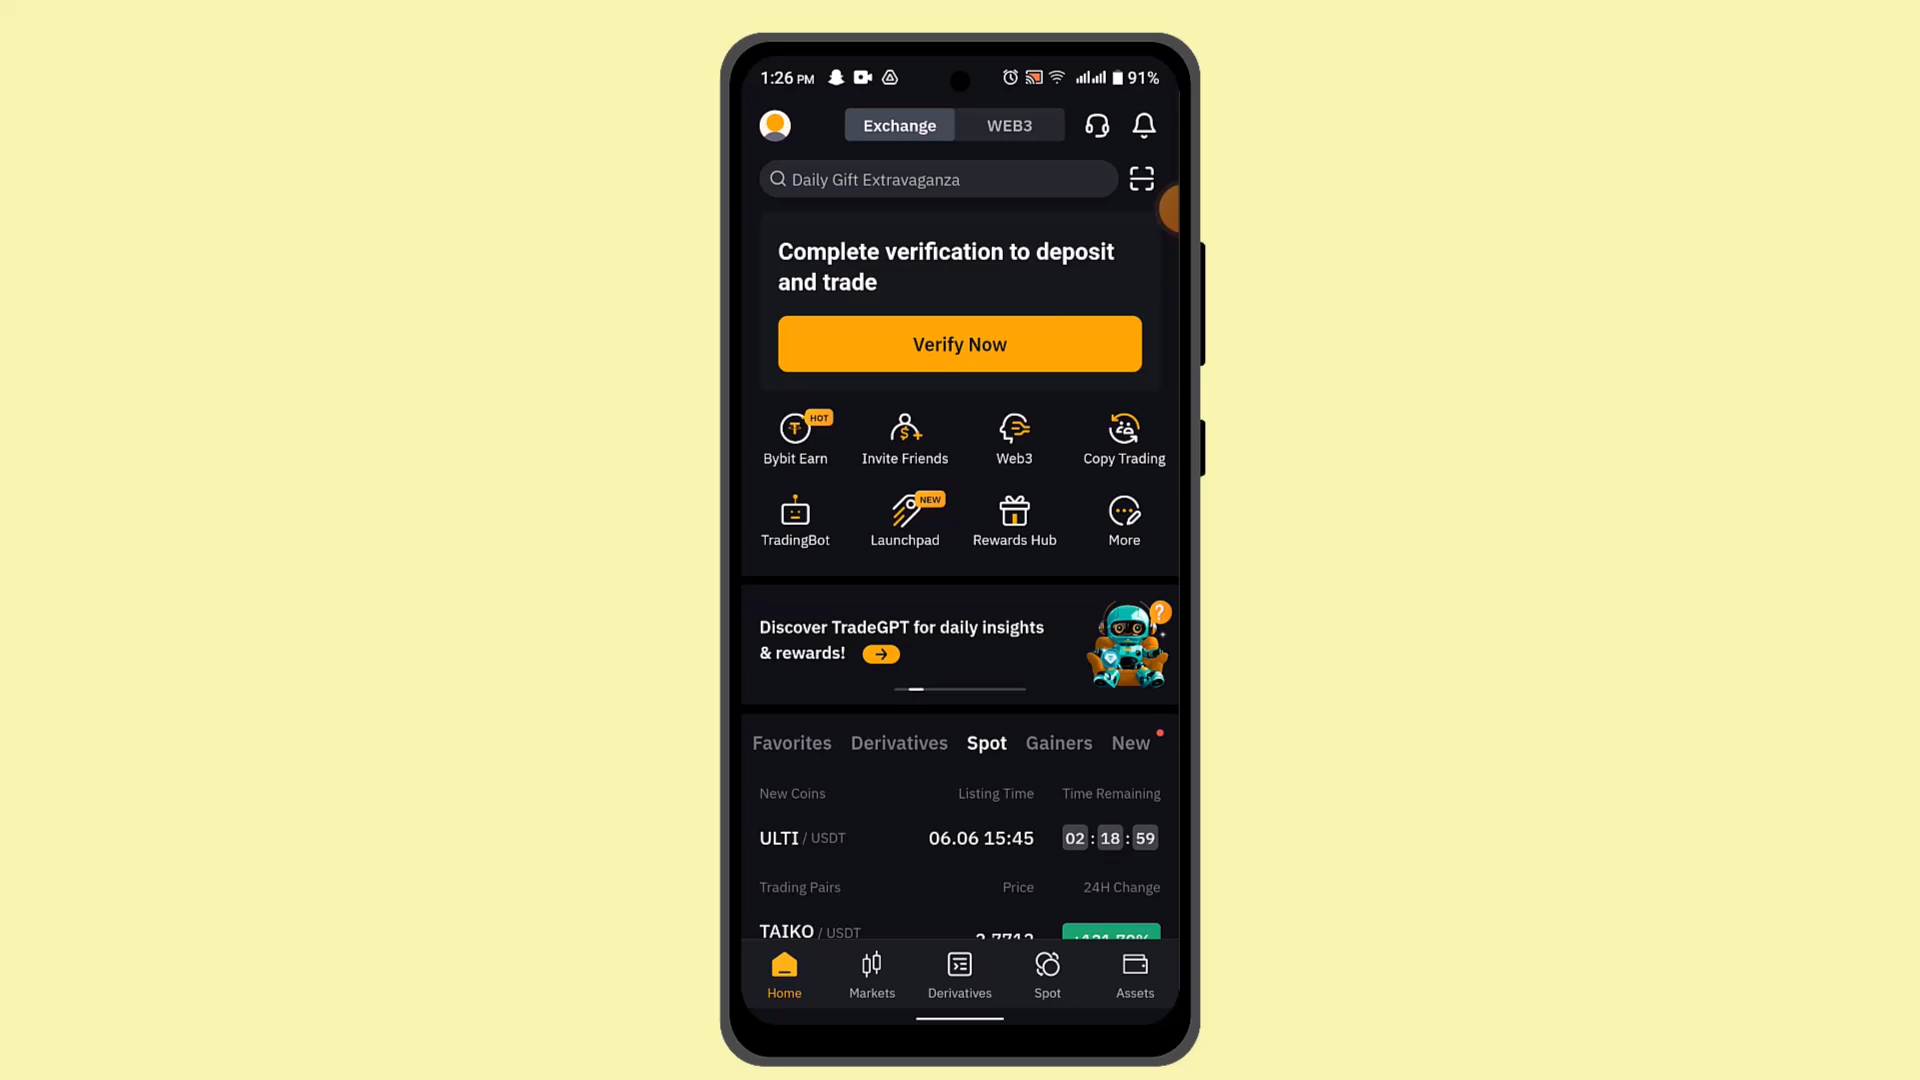 1:26 PM 91%
Exchange WEB3
Daily Gift Extravaganza
Complete verification to deposit
and trade
Verify Now
HOT
Bybit Earn Invite Friends Web3 Copy Trading
NEW
TradingBot Launchpad Rewards Hub More
Discover TradeGPT for daily insights
& rewards!
Favorites Derivatives Spot Gainers New
New Coins Listing Time Time Remaining
ULTI / USDT 06.06 15:45 02 : 18 : 59
Trading Pairs Price 24H Change
TAIKO / USDT
Home Markets Derivatives Spot Assets